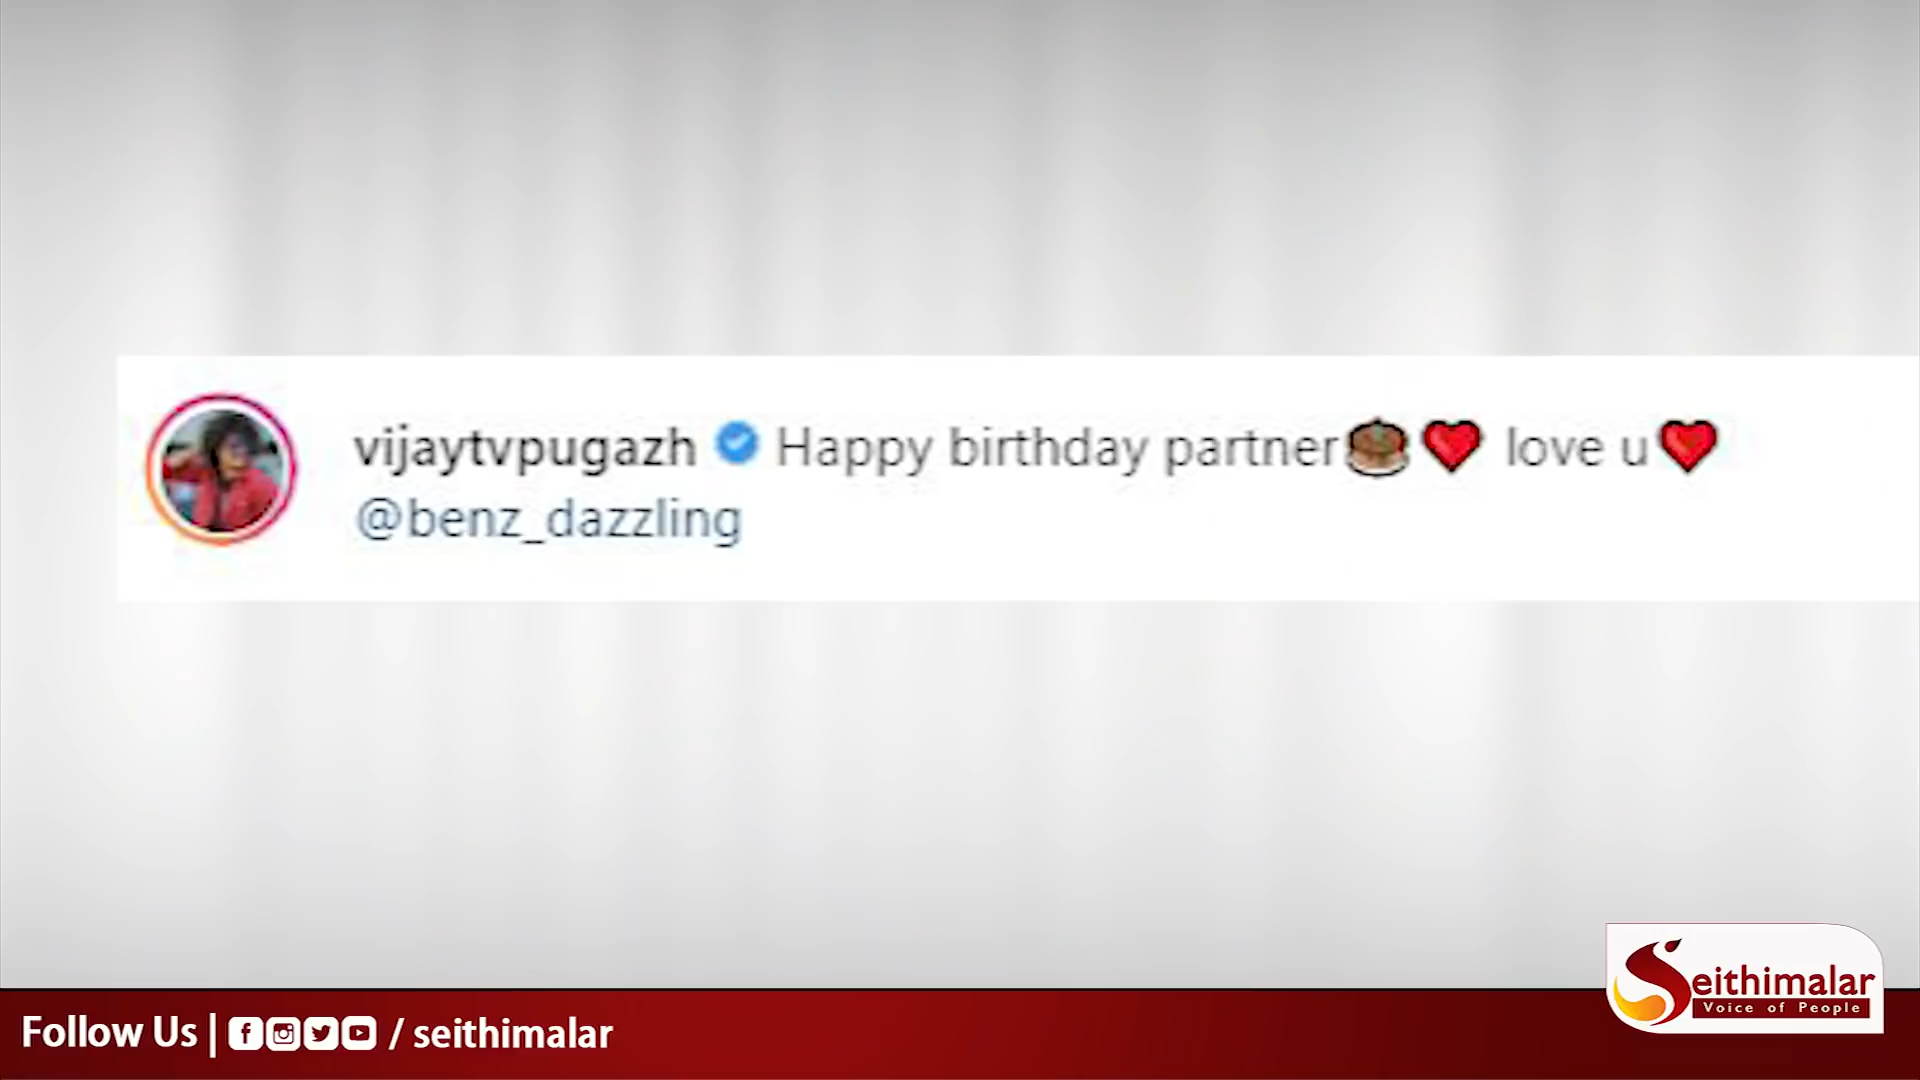 vijaytvpugazh Happy birthday partner🎂❤️ love u❤️
@benz_dazzling
Seithimalar
Voice of People
Follow Us | / seithimalar